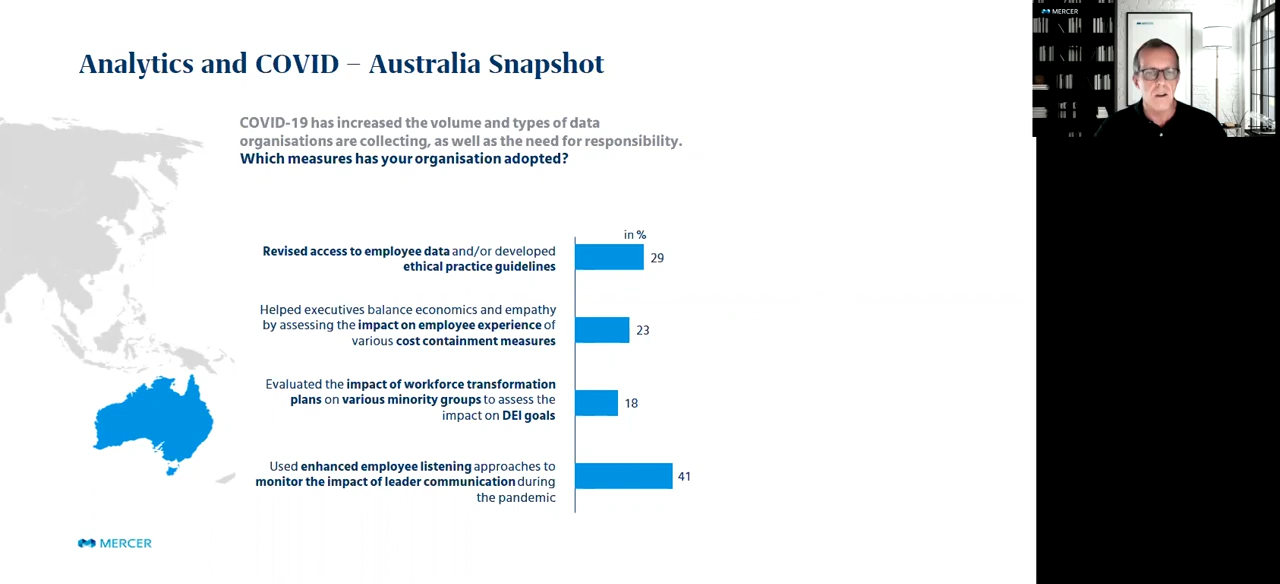 Analytics and COVID – Australia Snapshot
COVID-19 has increased the volume and types of data
organisations are collecting, as well as the need for responsibility.
Which measures has your organisation adopted?
in %
Revised access to employee data and/or developed
ethical practice guidelines
29
Helped executives balance economics and empathy
by assessing the impact on employee experience of
various cost containment measures
23
Evaluated the impact of workforce transformation
plans on various minority groups to assess the
impact on DEI goals
18
Used enhanced employee listening approaches to
monitor the impact of leader communication during
the pandemic
41
MERCER
MERCER